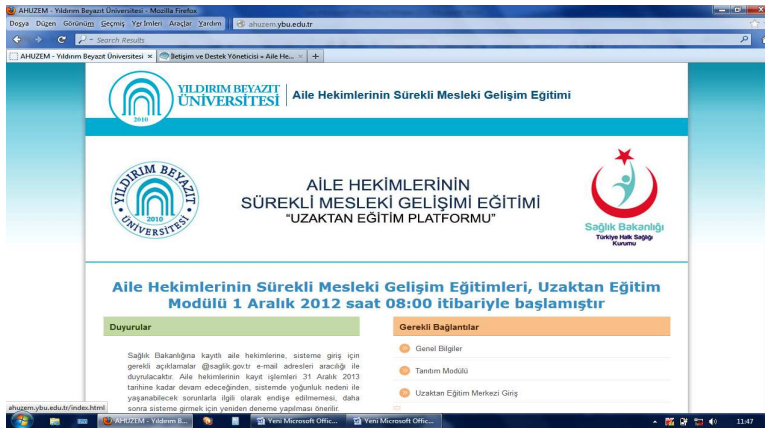 AHUZEM - Yıldırım Beyazıt Üniversitesi - Mozilla Firefox
Dosya Düzen Görünüm Geçmiş Yer İmleri Araçlar Yardım
ahuzem.ybu.edu.tr
Search Results
AHUZEM - Yıldırım Beyazıt Üniversitesi
İletişim ve Destek Yöneticisi • Aile He...
YILDIRIM BEYAZIT
ÜNİVERSİTESİ
Aile Hekimlerinin Sürekli Mesleki Gelişim Eğitimi
2010
YILDIRIM BEYAZIT
2010
ÜNİVERSİTESİ
AİLE HEKİMLERİNİN
SÜREKLİ MESLEKİ GELİŞİMİ EĞİTİMİ
"UZAKTAN EĞİTİM PLATFORMU"
Sağlık Bakanlığı
Türkiye Halk Sağlığı
Kurumu
Aile Hekimlerinin Sürekli Mesleki Gelişim Eğitimleri, Uzaktan Eğitim
Modülü 1 Aralık 2012 saat 08:00 itibariyle başlamıştır
Duyurular
Sağlık Bakanlığına kayıtlı aile hekimlerine, sisteme giriş için
gerekli açıklamalar @saglik.gov.tr e-mail adresleri aracılığı ile
duyurulacaktır. Aile hekimlerinin kayıt işlemleri 31 Aralık 2013
tarihine kadar devam edeceğinden, sistemde yoğunluk nedeni ile
yaşanabilecek sorunlarla ilgili olarak endişe edilmemesi, daha
sonra sisteme girmek için yeniden deneme yapılması önerilir.
Gerekli Bağlantılar
Genel Bilgiler
Tanıtım Modülü
Uzaktan Eğitim Merkezi Giriş
ahuzem.ybu.edu.tr/index.html
AHUZEM - Yıldırım B...
Yeni Microsoft Offic...
Yeni Microsoft Offic...
11:47